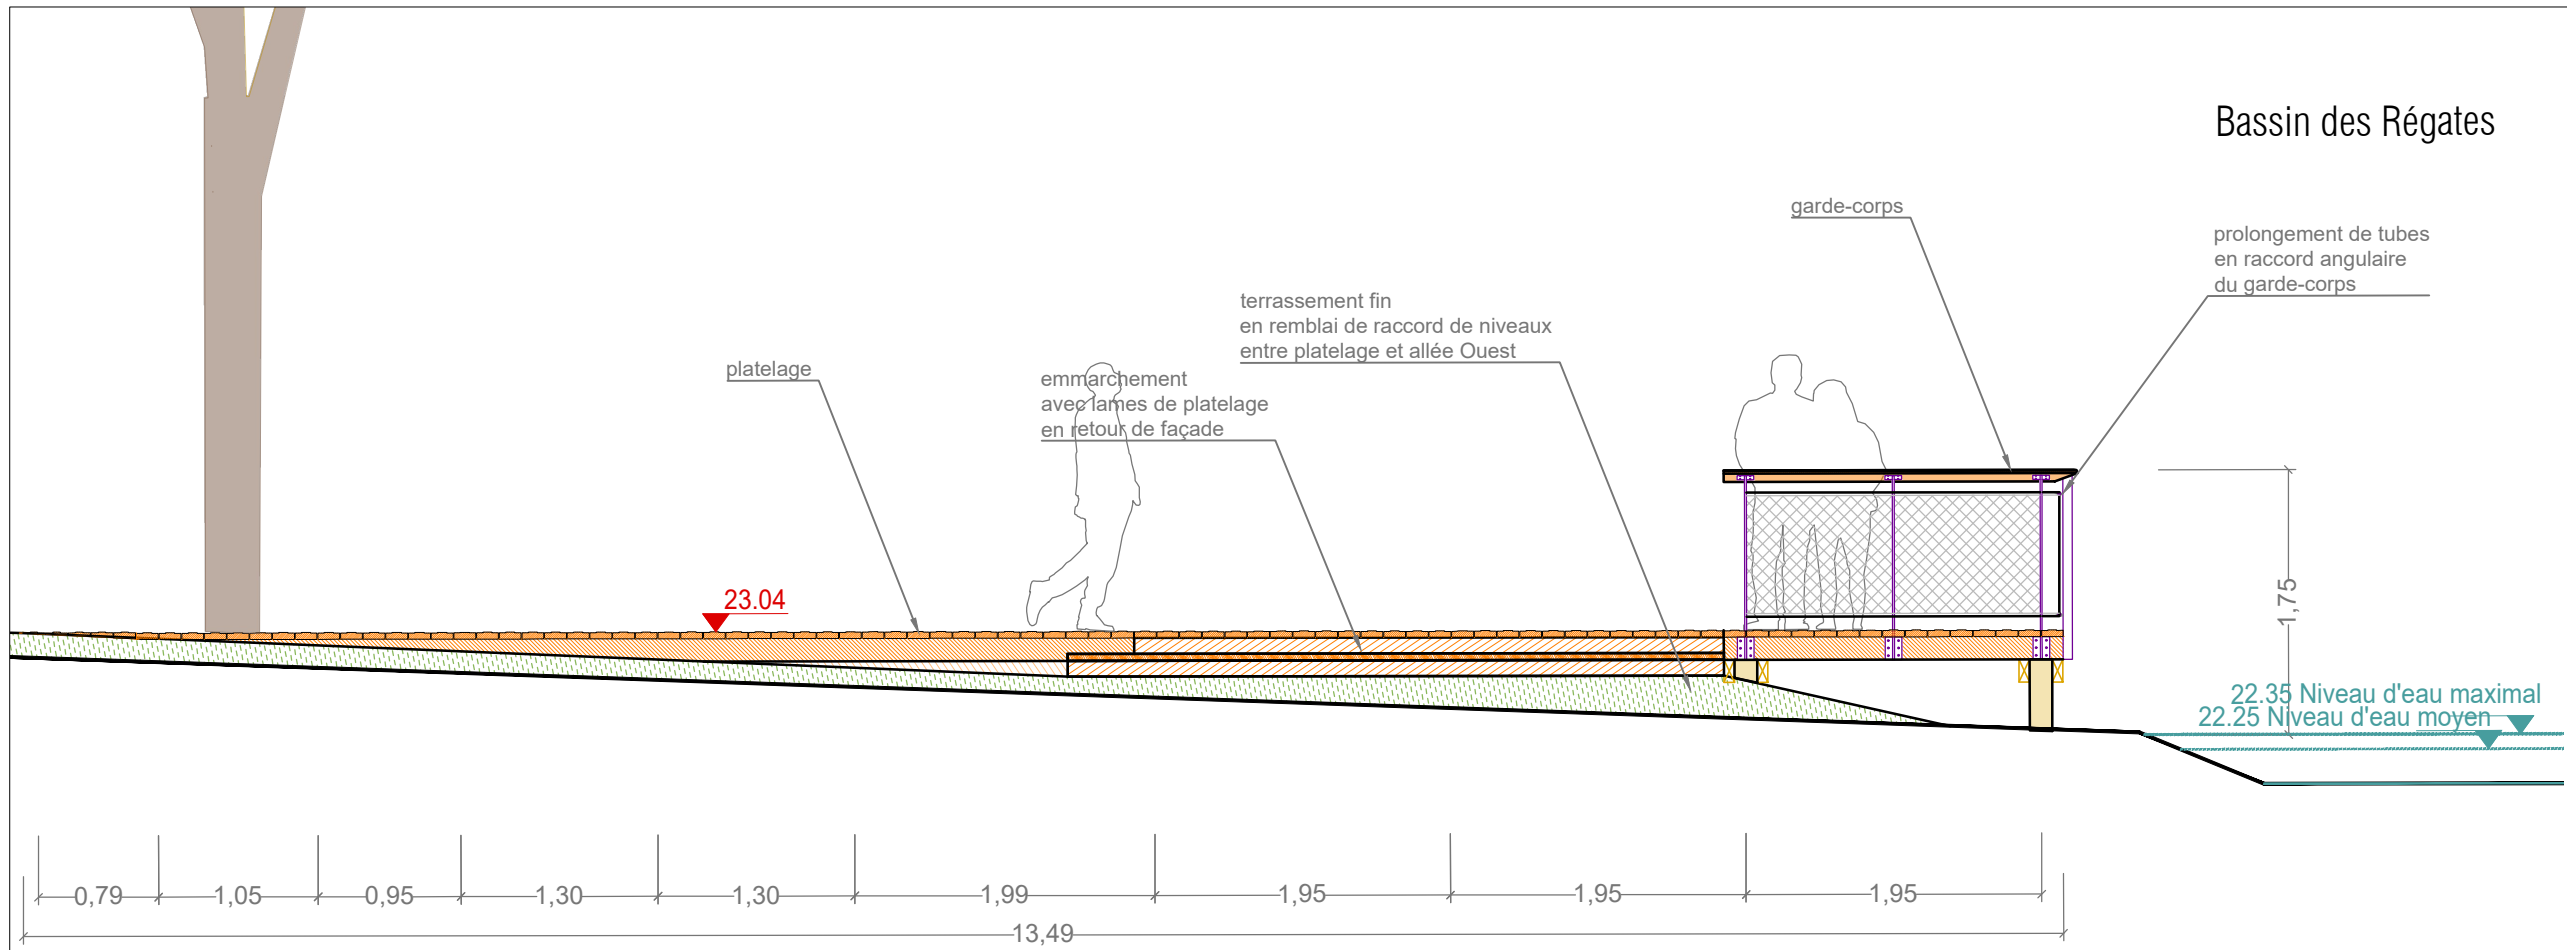 Bassin des Régates
garde-corps
prolongement de tubes
en raccord angulaire
du garde-corps
terrassement fin
en remblai de raccord de niveaux
entre platelage et allée Ouest
platelage
emmarchement
avec lames de platelage
en retour de façade
23.04
1,75
22.35 Niveau d'eau maximal
22.25 Niveau d'eau moyen
0,79 1,05 0,95 1,30 1,30 1,99 1,95 1,95 1,95
13,49